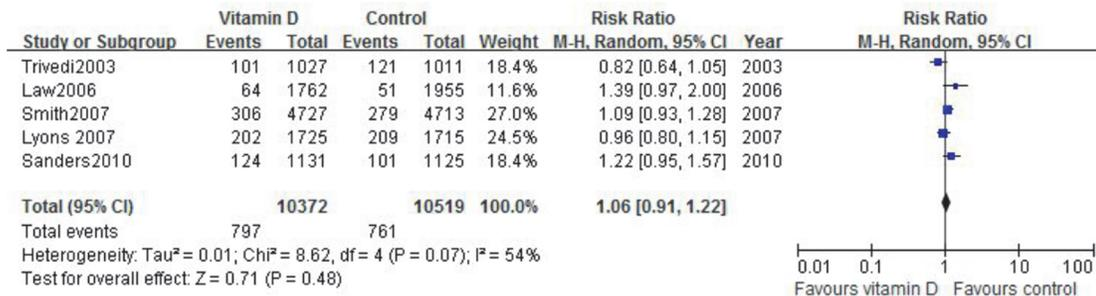 Vitamin D Control Risk Ratio Risk Ratio
Study or Subgroup Events Total Events Total Weight M-H, Random, 95% CI Year M-H, Random, 95% CI
Trivedi2003 101 1027 121 1011 18.4% 0.82 [0.64, 1.05] 2003
Law2006 64 1762 51 1955 11.6% 1.39 [0.97, 2.00] 2006
Smith2007 306 4727 279 4713 27.0% 1.09 [0.93, 1.28] 2007
Lyons 2007 202 1725 209 1715 24.5% 0.96 [0.80, 1.15] 2007
Sanders2010 124 1131 101 1125 18.4% 1.22 [0.95, 1.57] 2010
Total (95% CI) 10372 10519 100.0% 1.06 [0.91, 1.22]
Total events 797 761
Heterogeneity: Tau² = 0.01; Chi² = 8.62, df = 4 (P = 0.07); I² = 54%
Test for overall effect: Z = 0.71 (P = 0.48)
0.01 0.1 1 10 100
Favours vitamin D Favours control